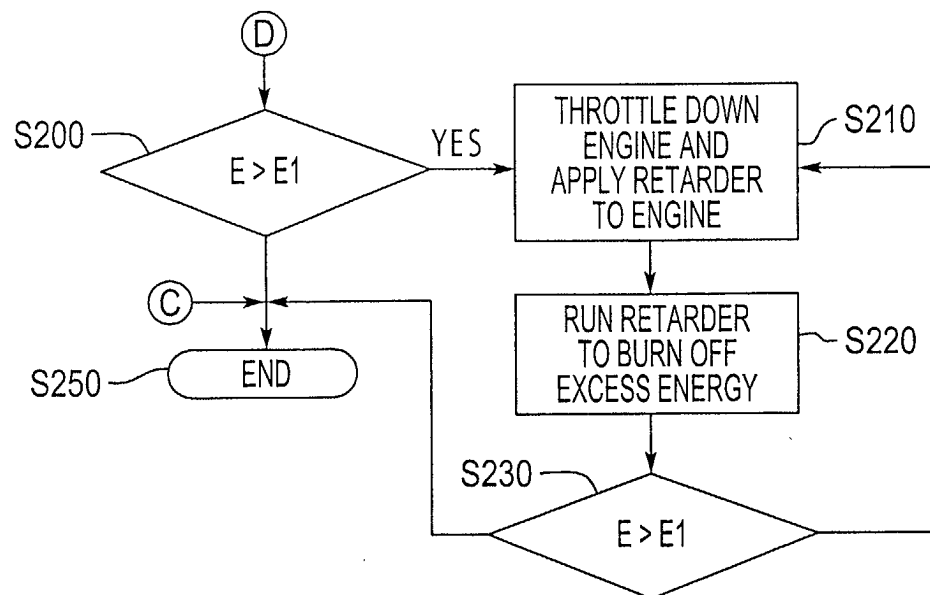 D
S200
E > E1
YES
THROTTLE DOWN
ENGINE AND
APPLY RETARDER
TO ENGINE
S210
C
RUN RETARDER
TO BURN OFF
EXCESS ENERGY
S220
S250
END
S230
E > E1